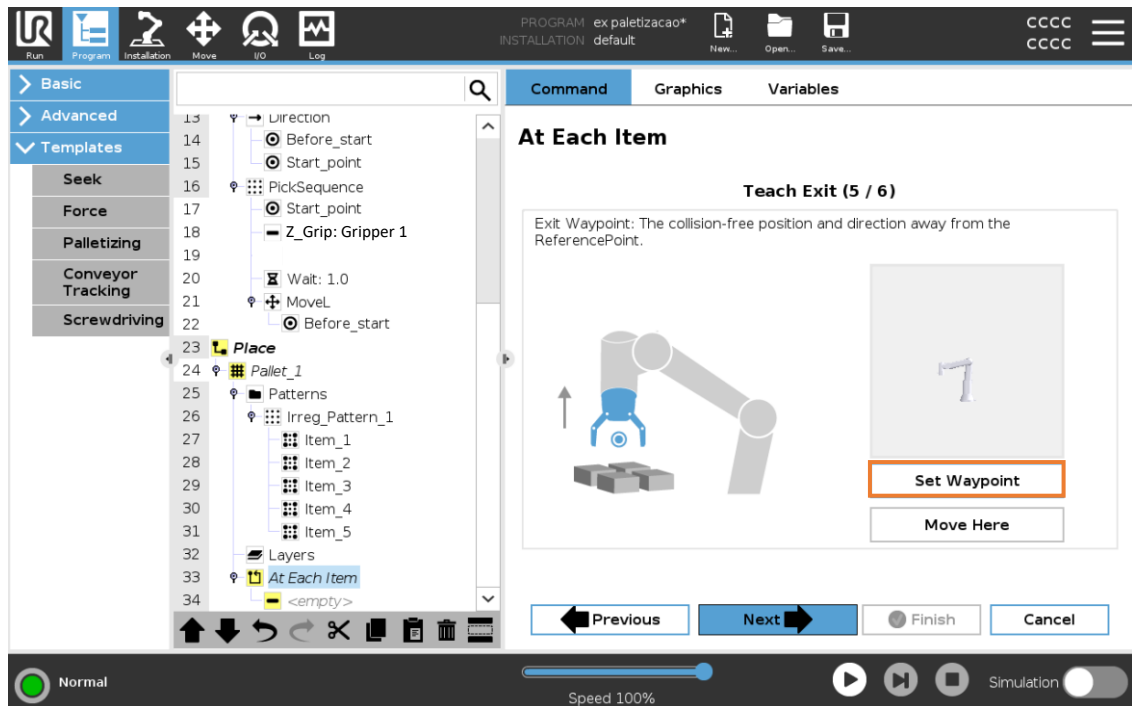 PROGRAM ex paletizacao*
INSTALLATION default
CCCC
CCCC
Run Program Installation Move I/O Log New... Open... Save...
Basic
Advanced
Templates
Seek
Force
Palletizing
Conveyor
Tracking
Screwdriving
13 Direction
14 Before_start
15 Start_point
16 PickSequence
17 Start_point
18 Z_Grip: Gripper 1
19
20 Wait: 1.0
21 MoveL
22 Before_start
23 Place
24 Pallet_1
25 Patterns
26 Irreg_Pattern_1
27 Item_1
28 Item_2
29 Item_3
30 Item_4
31 Item_5
32 Layers
33 At Each Item
34 <empty>
Command Graphics Variables
At Each Item
Teach Exit (5 / 6)
Exit Waypoint: The collision-free position and direction away from the
ReferencePoint.
Set Waypoint
Move Here
Previous Next Finish Cancel
Normal
Speed 100%
Simulation